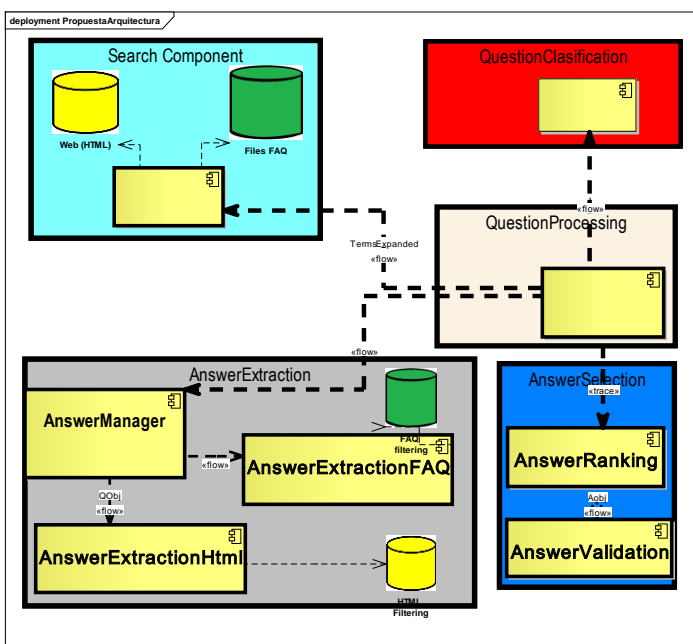 deployment PropuestaArquitectura
Search Component
Web (HTML)
Files FAQ
QuestionClasification
«flow»
QuestionProcessing
TermsExpanded
«flow»
«flow»
AnswerExtraction
AnswerManager
FAQ
filtering
«flow»
AnswerExtractionFAQ
QObj
«flow»
AnswerExtractionHtml
HTML
Filtering
AnswerSelection
«trace»
AnswerRanking
Aobj
«flow»
AnswerValidation